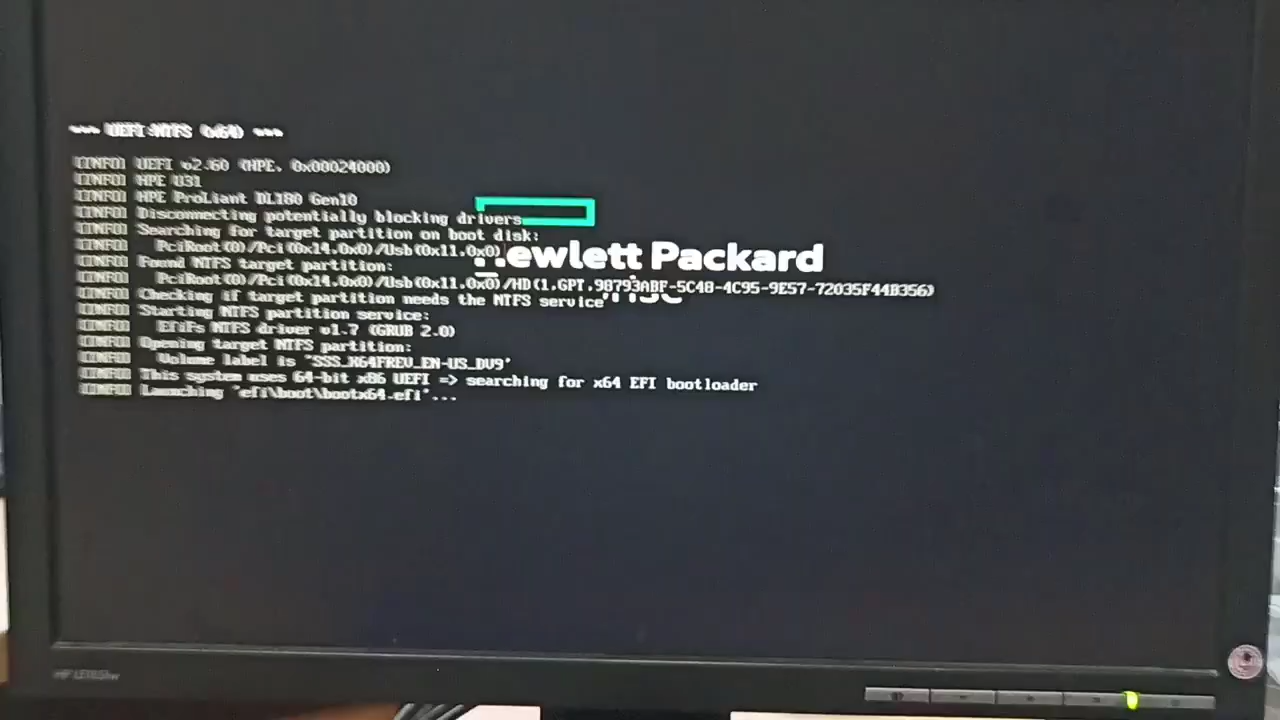 --- UEFI:NTFS (x64) ---
[INFO] UEFI v2.60 (HPE, 0x00024000)
[INFO] HPE U31
[INFO] HPE ProLiant DL180 Gen10
[INFO] Disconnecting potentially blocking drivers
[INFO] Searching for target partition on boot disk:
[INFO]   PciRoot(0)/Pci(0x14,0x0)/Usb(0x11,0x0)
[INFO] Found NTFS target partition:
[INFO]   PciRoot(0)/Pci(0x14,0x0)/Usb(0x11,0x0)/HD(1,GPT,98793ABF-5C48-4C95-9E57-72035F44B356)
[INFO] Checking if target partition needs the NTFS service
[INFO] Starting NTFS partition service:
[INFO]   EfiFs NTFS driver v1.7 (GRUB 2.0)
[INFO] Opening target NTFS partition:
[INFO]   Volume label is 'SSS_X64FREV_EN-US_DV9'
[INFO] This system uses 64-bit x86 UEFI => searching for x64 EFI bootloader
[INFO] Launching 'efi\boot\bootx64.efi'...
ewlett Packard